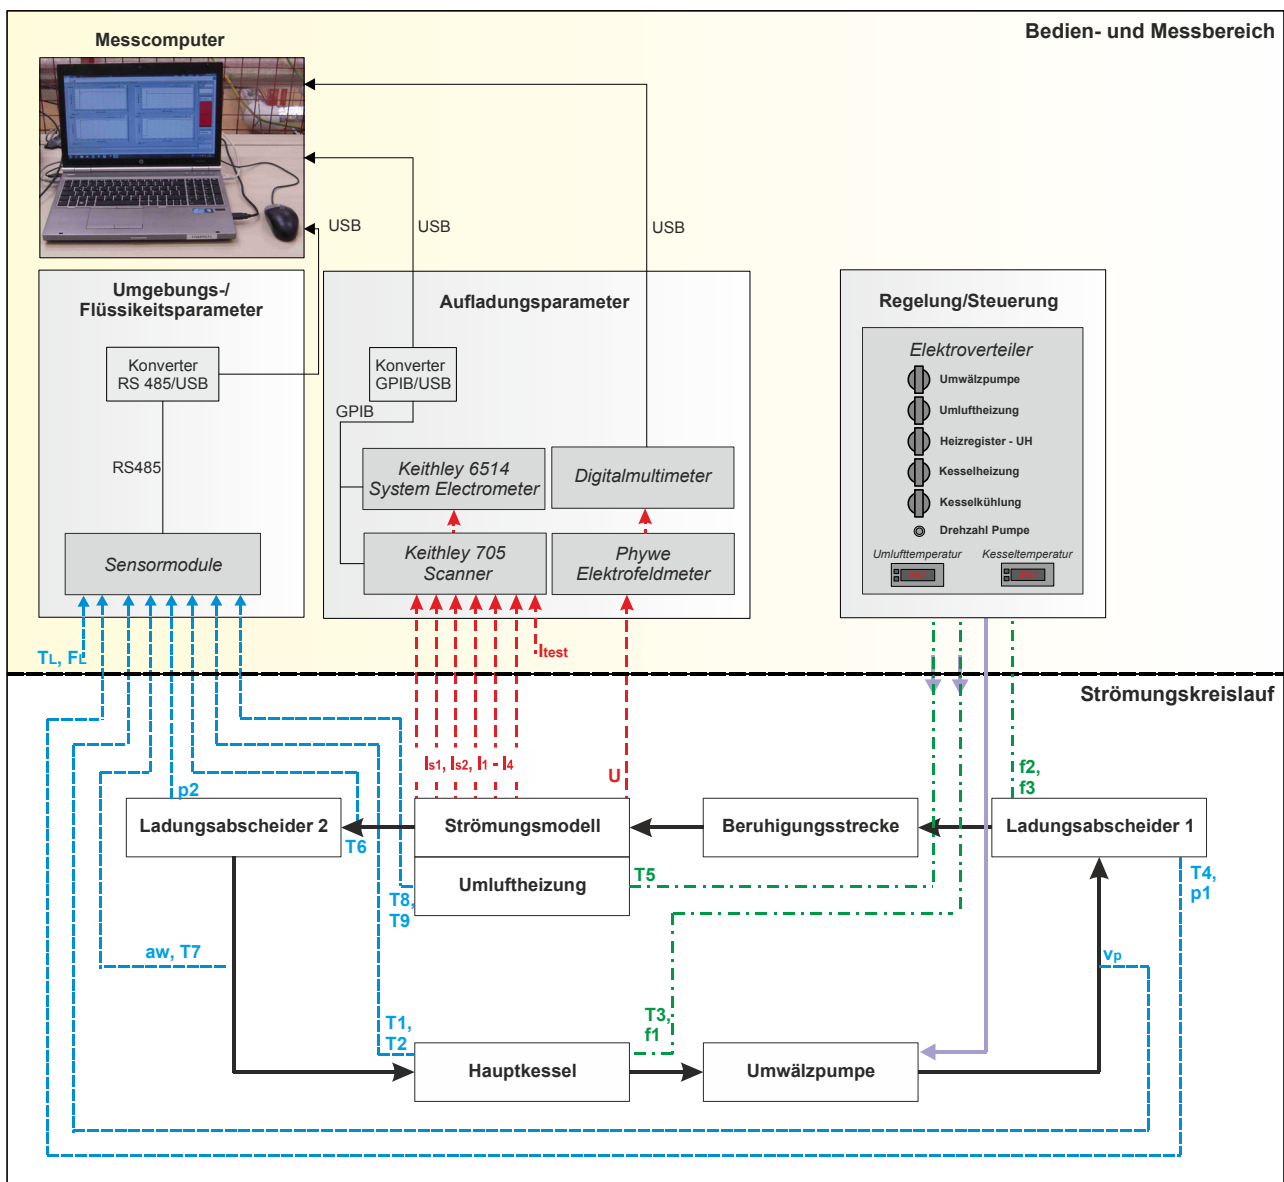 Bedien- und Messbereich
Messcomputer
USB
USB
USB
Umgebungs-/
Flüssikeitsparameter
Konverter
RS 485/USB
RS485
Sensormodule
Aufladungsparameter
Konverter
GPIB/USB
GPIB
Keithley 6514
System Electrometer
Digitalmultimeter
Keithley 705
Scanner
Phywe
Elektrofeldmeter
Regelung/Steuerung
Elektroverteiler
Umwälzpumpe
Umluftheizung
Heizregister - UH
Kesselheizung
Kesselkühlung
Drehzahl Pumpe
Umlufttemperatur
Kesseltemperatur
TL, FL
Itest
Strömungskreislauf
Is1, Is2, I1 - I4
U
f2,
f3
p2
Ladungsabscheider 2
T6
Strömungsmodell
Beruhigungsstrecke
Ladungsabscheider 1
Umluftheizung
T5
T8,
T9
T4,
p1
aw, T7
vp
T1,
T2
T3,
f1
Hauptkessel
Umwälzpumpe